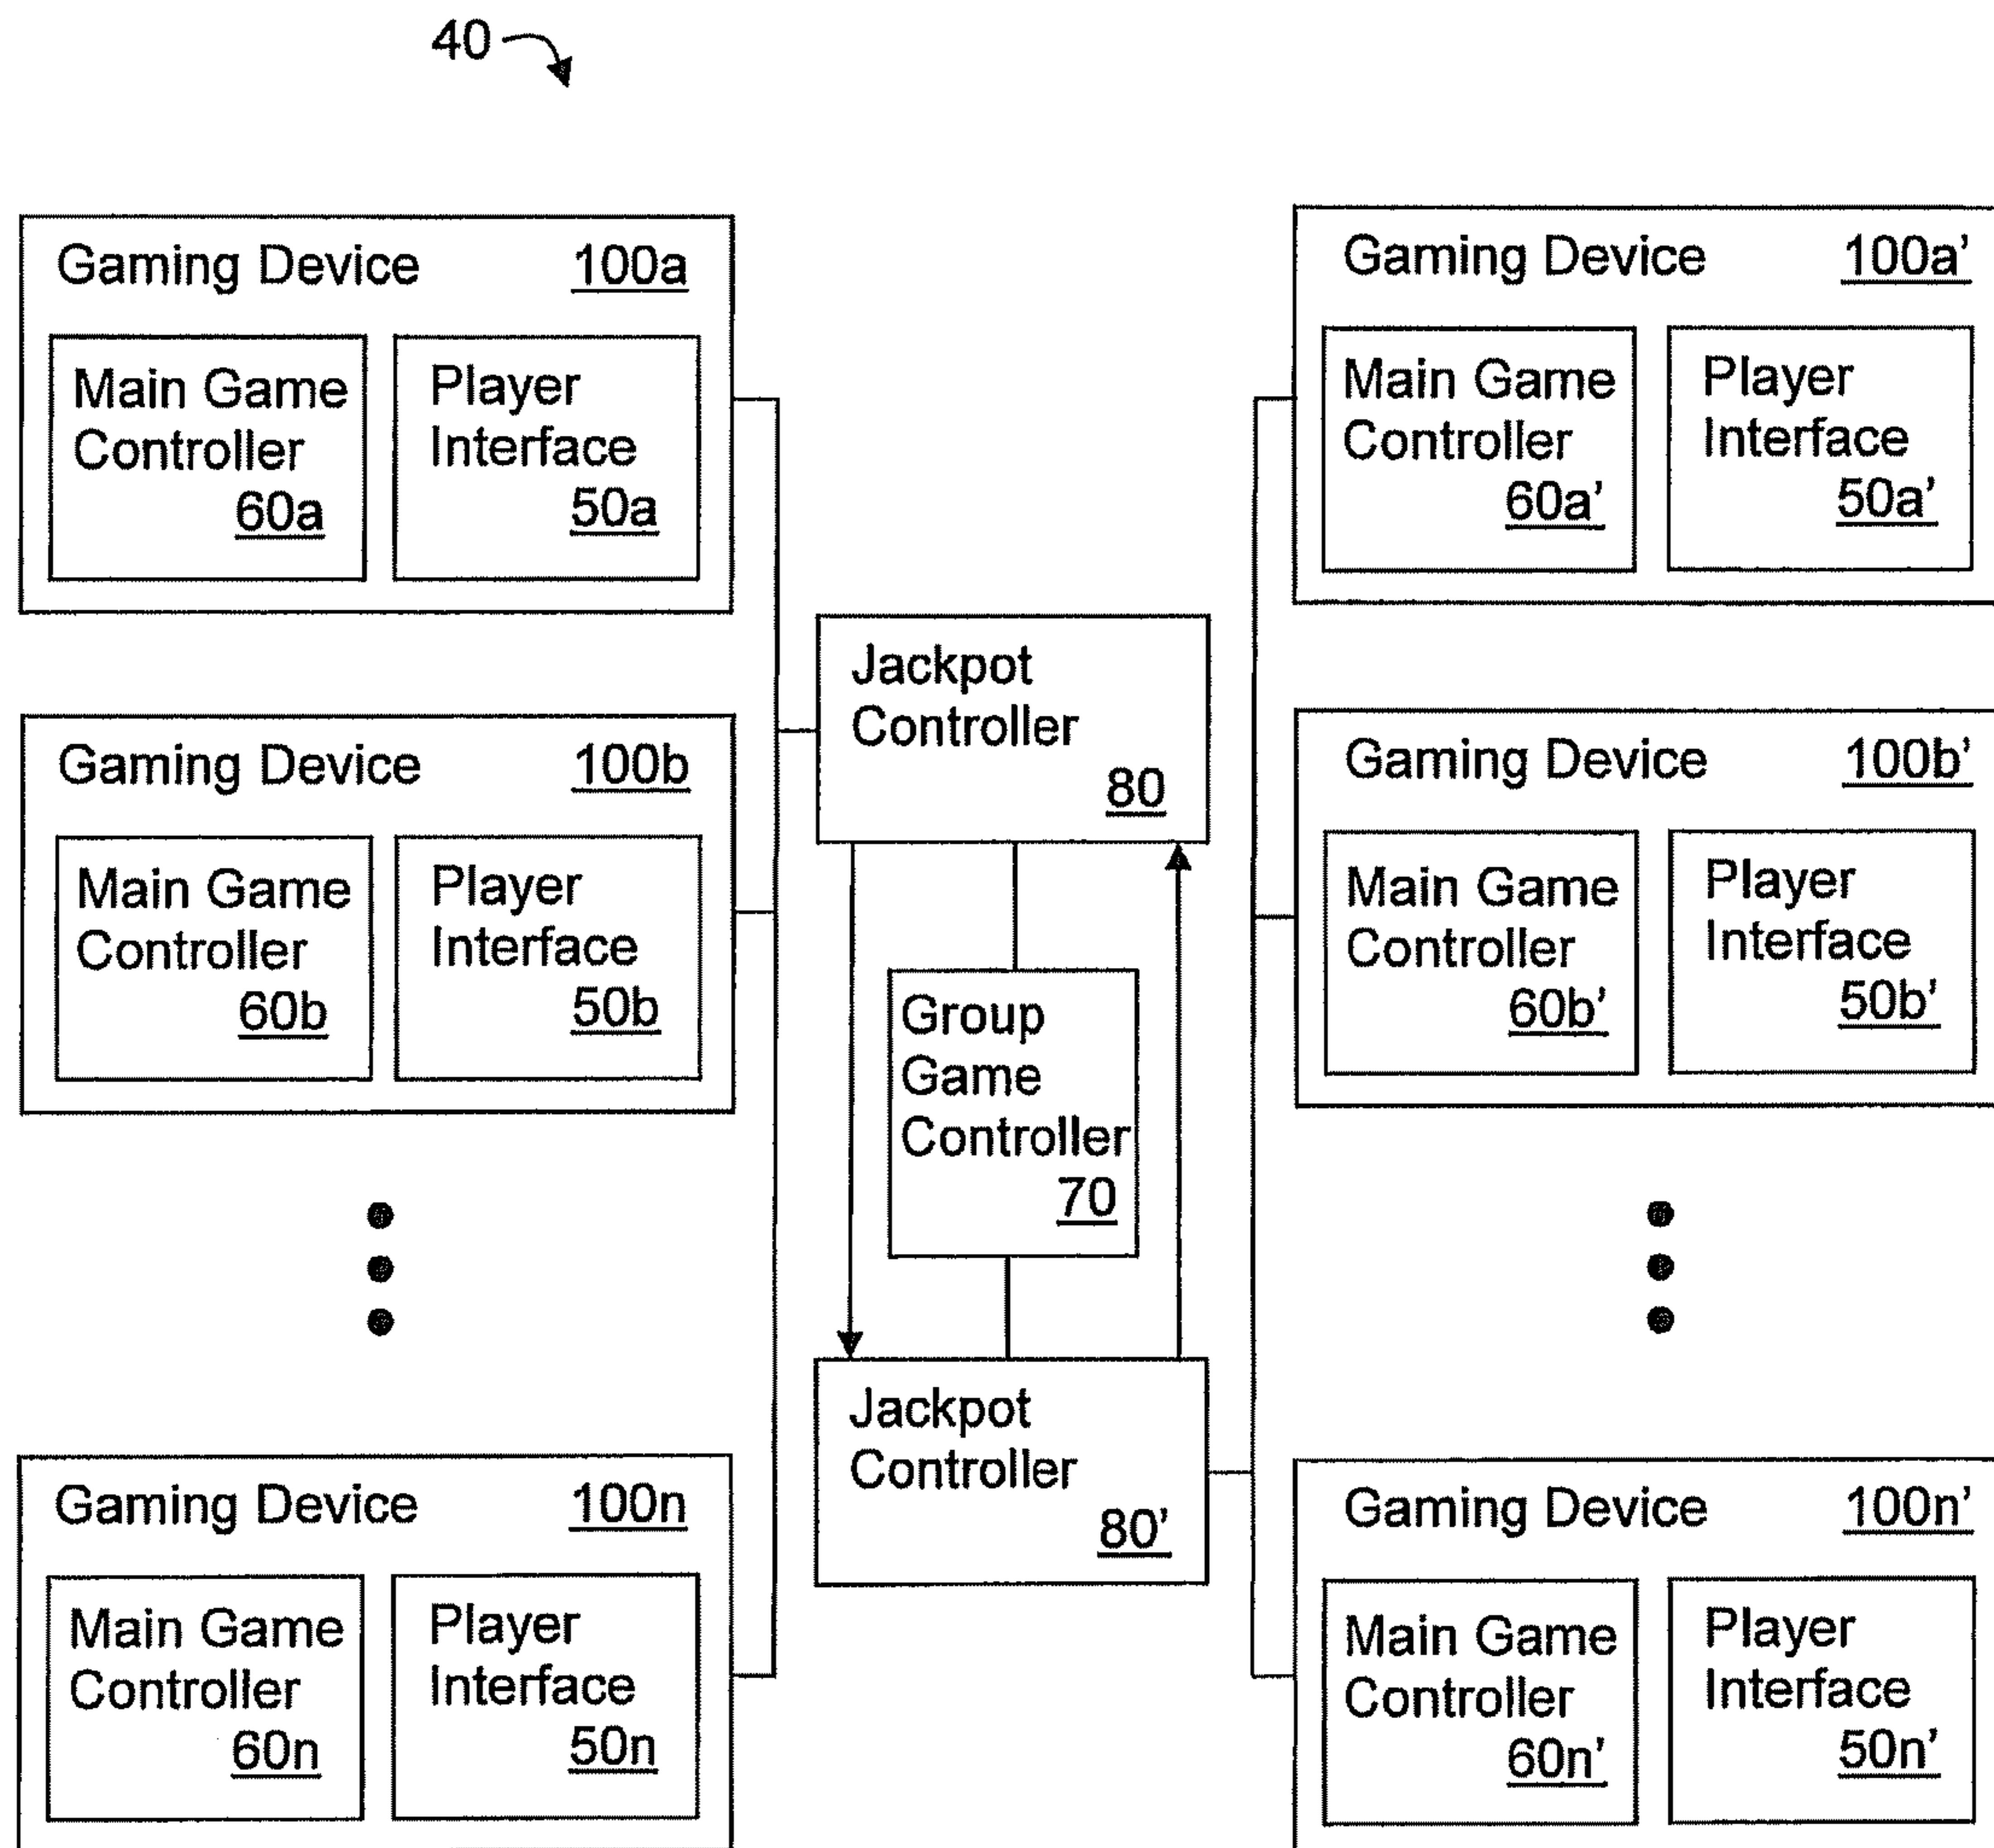 40
Gaming Device 100a
Main Game
Controller
60a
Player
Interface
50a
Gaming Device 100b
Main Game
Controller
60b
Player
Interface
50b
Gaming Device 100n
Main Game
Controller
60n
Player
Interface
50n
Jackpot
Controller
80
Group
Game
Controller
70
Jackpot
Controller
80’
Gaming Device 100a’
Main Game
Controller
60a’
Player
Interface
50a’
Gaming Device 100b’
Main Game
Controller
60b’
Player
Interface
50b’
Gaming Device 100n’
Main Game
Controller
60n’
Player
Interface
50n’